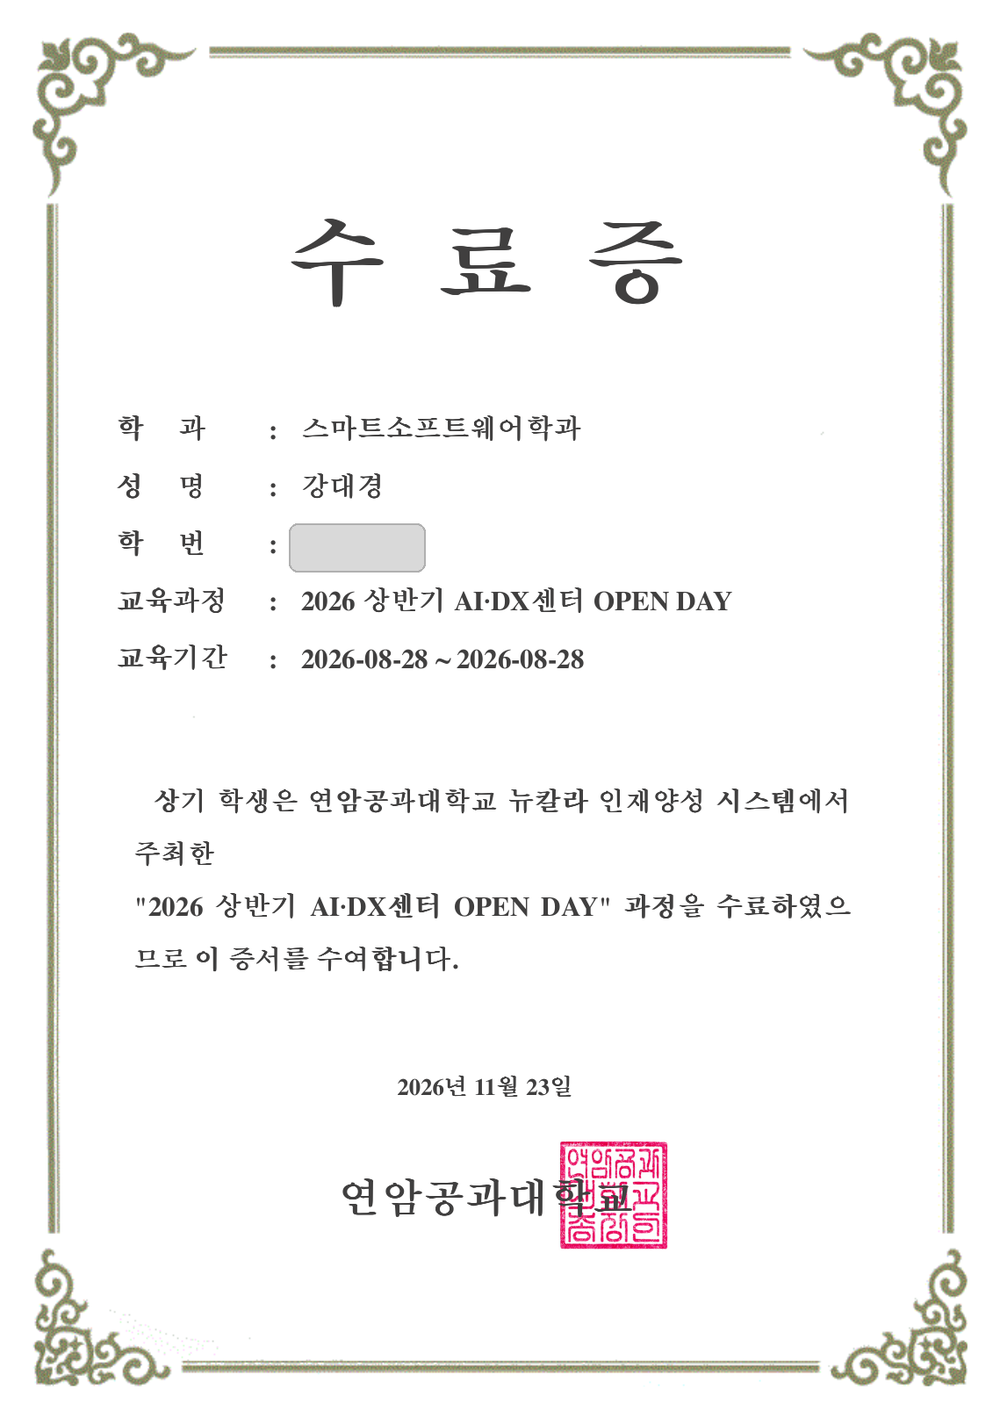 수 료 증
학 과 : 스마트소프트웨어학과
성 명 : 강대경
학 번 :
교육과정 : 2026 상반기 AI·DX센터 OPEN DAY
교육기간 : 2026-08-28 ~ 2026-08-28
상기 학생은 연암공과대학교 뉴칼라 인재양성 시스템에서
주최한
"2026 상반기 AI·DX센터 OPEN DAY" 과정을 수료하였으
므로 이 증서를 수여합니다.
2026년 11월 23일
연암공과대학교